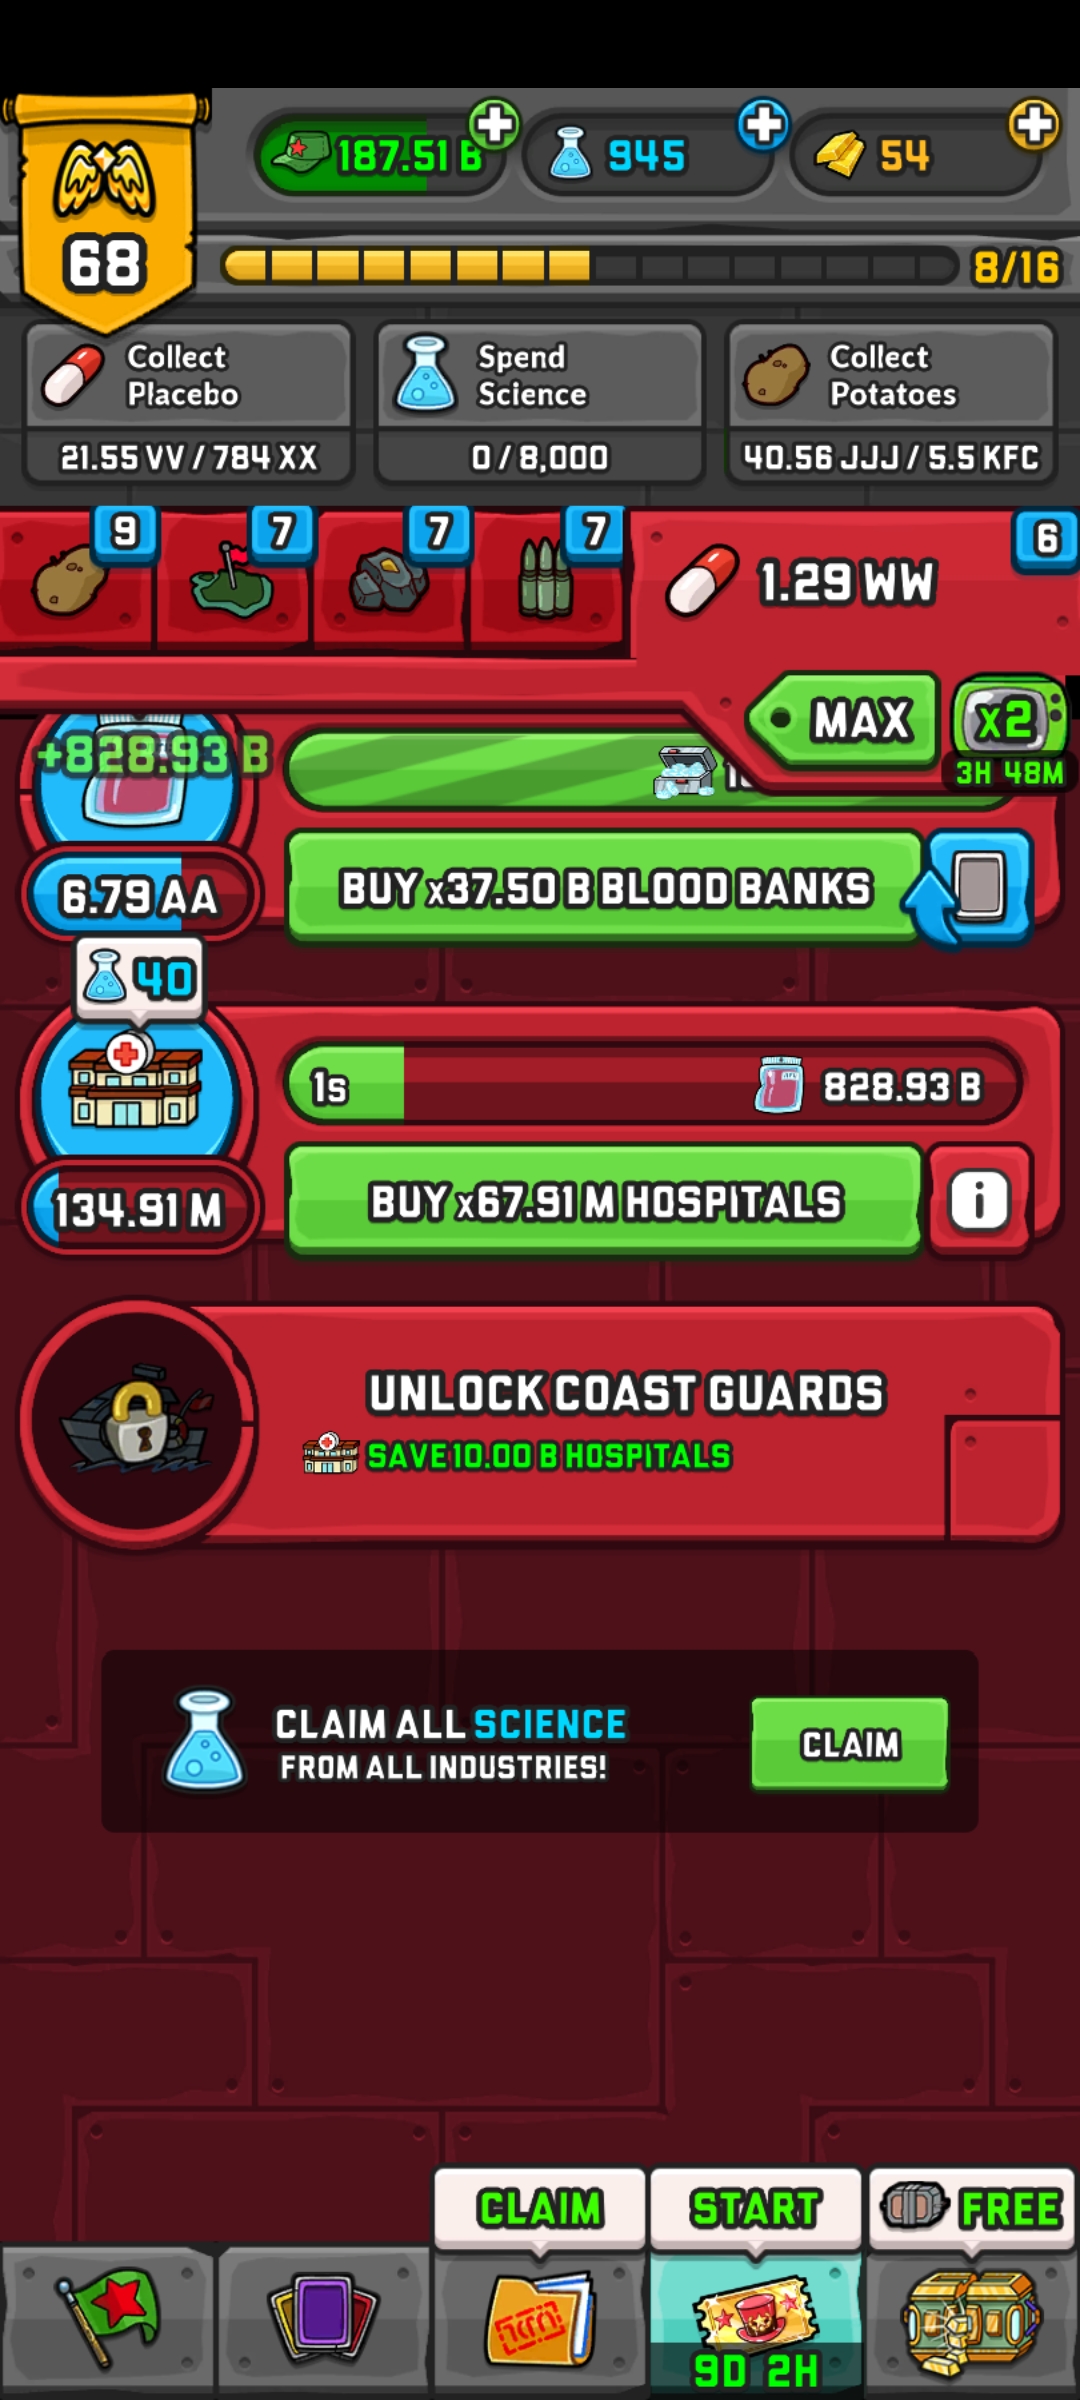 187.51 B
945
54
68
8/16
Collect
Placebo
21.55 VV / 784 XX
Spend
Science
0 / 8,000
Collect
Potatoes
40.56 JJJ / 5.5 KFC
9
7
7
7
6
1.29 WW
MAX
x2
3H 48M
+828.93 B
6.79 AA
BUY x37.50 B BLOOD BANKS
40
1s
828.93 B
134.91 M
BUY x67.91 M HOSPITALS
i
UNLOCK COAST GUARDS
SAVE 10.00 B HOSPITALS
CLAIM ALL SCIENCE
FROM ALL INDUSTRIES!
CLAIM
CLAIM
START
FREE
9D 2H